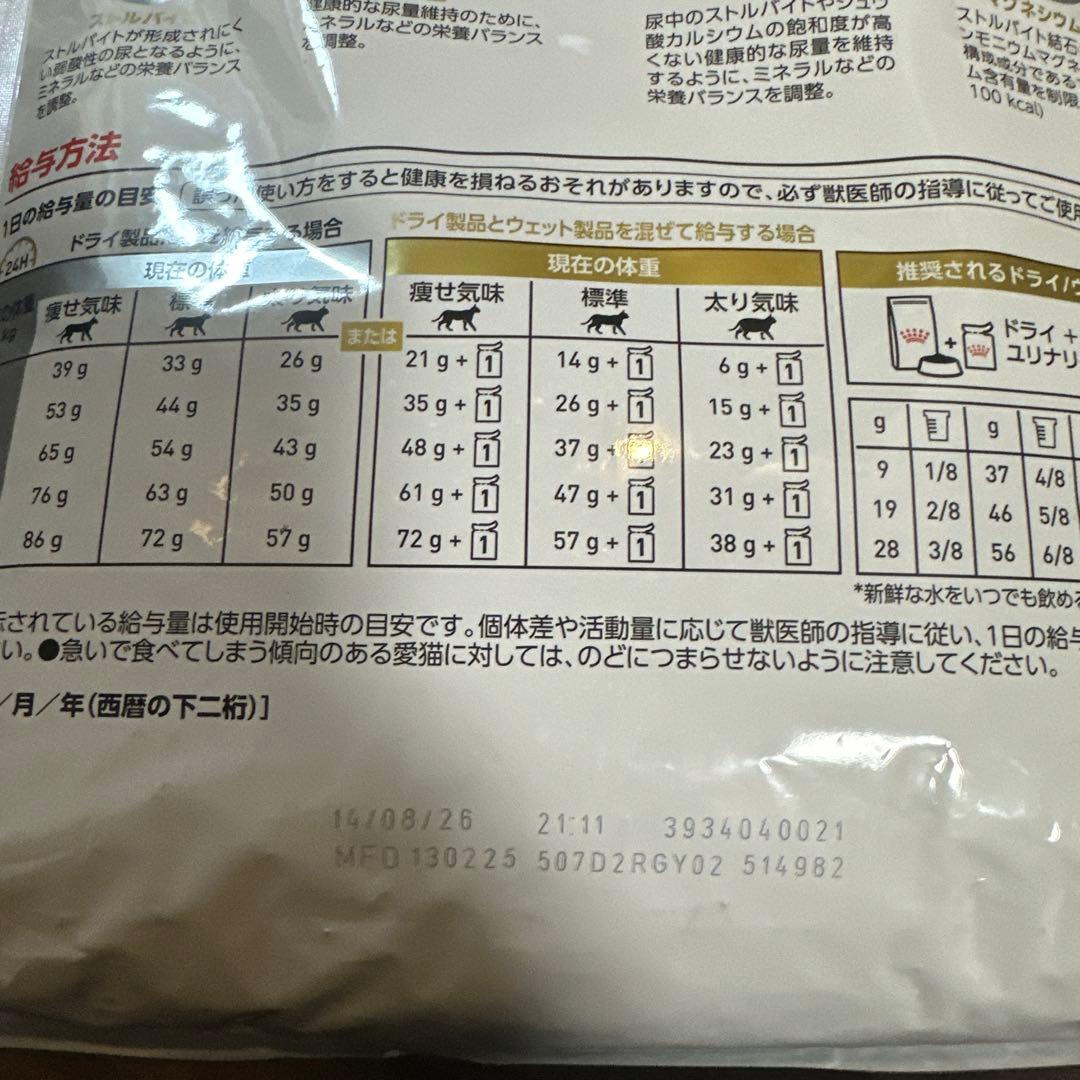 ストルバイト
ストルバイトが形成されにく
い弱酸性の尿となるように、
ミネラルなどの栄養バランス
を調整。
健康的な尿量維持のために、
ミネラルなどの栄養バランス
を調整。
尿中のストルバイトやシュウ
酸カルシウムの飽和度が高
くない健康的な尿量を維持
するように、ミネラルなどの
栄養バランスを調整。
マグネシウム
ストルバイト結石
ンモニウムマグネ
構成成分である
ム含有量を制限
100 kcal)
給与方法
1日の給与量の目安
使い方をすると健康を損ねるおそれがありますので、必ず獣医師の指導に従ってご使用
24H
ドライ製品 場合
現在の体重
痩せ気味 標準 太り気味
39 g 33 g 26 g
53 g 44 g 35 g
65 g 54 g 43 g
76 g 63 g 50 g
86 g 72 g 57 g
または
ドライ製品とウェット製品を混ぜて給与する場合
現在の体重
痩せ気味 標準 太り気味
21 g + 1 14 g + 1 6 g + 1
35 g + 1 26 g + 1 15 g + 1
48 g + 1 37 g + 23 g + 1
61 g + 1 47 g + 1 31 g + 1
72 g + 1 57 g + 1 38 g + 1
推奨されるドライ/ウ
+
ドライ +
ユリナリ
g g
9 1/8 37 4/8
19 2/8 46 5/8
28 3/8 56 6/8
*新鮮な水をいつでも飲める
示されている給与量は使用開始時の目安です。個体差や活動量に応じて獣医師の指導に従い、1日の給与
い。●急いで食べてしまう傾向のある愛猫に対しては、のどにつまらせないように注意してください。
/月/年(西暦の下二桁)]
14/08/26 21:11 3934040021
MFD 130225 507D2RGY02 514982